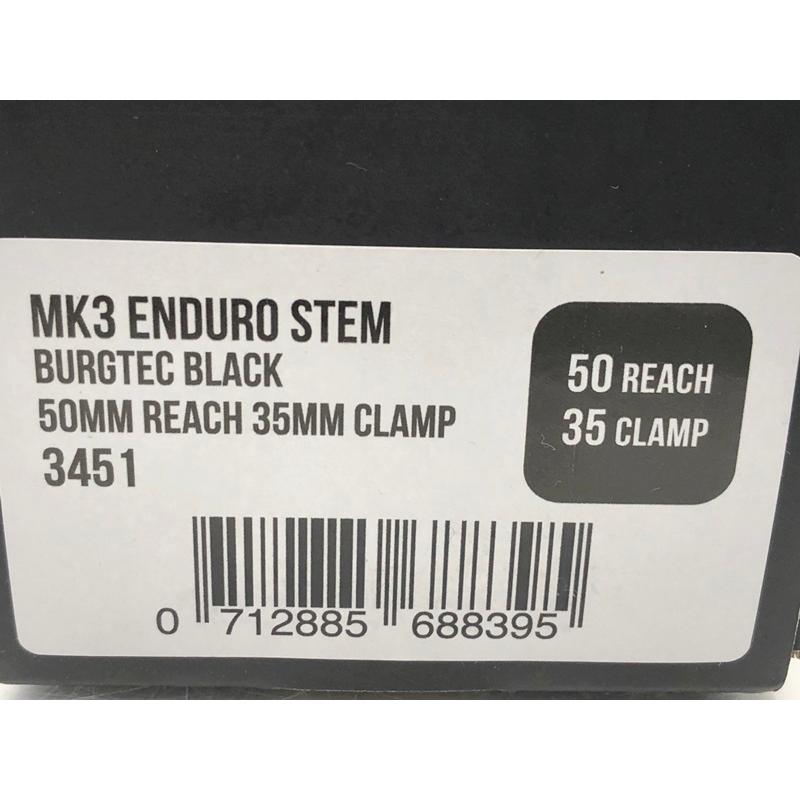 MK3 ENDURO STEM
BURGTEC BLACK
50MM REACH 35MM CLAMP
3451
50 REACH
35 CLAMP
0 712885 688395